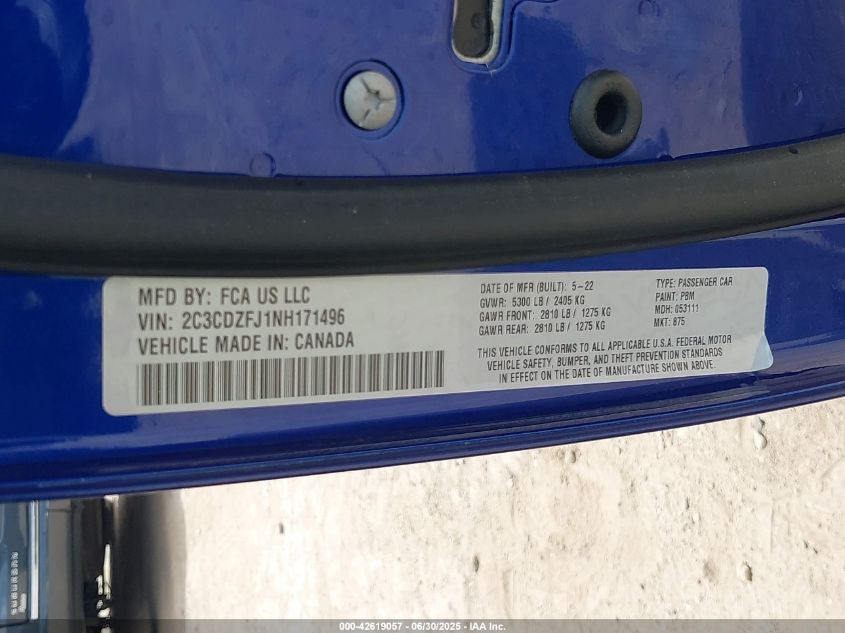 MFD BY: FCA US LLC
VIN: 2C3CDZFJ1NH171496
VEHICLE MADE IN: CANADA
DATE OF MFR (BUILT): 5-22
GVWR: 5300 LB / 2405 KG
GAWR FRONT: 2810 LB / 1275 KG
GAWR REAR: 2810 LB / 1275 KG
TYPE: PASSENGER CAR
PAINT: PBM
MDH: 053111
MKT: 875
THIS VEHICLE CONFORMS TO ALL APPLICABLE U.S.A. FEDERAL MOTOR
VEHICLE SAFETY, BUMPER, AND THEFT PREVENTION STANDARDS
IN EFFECT ON THE DATE OF MANUFACTURE SHOWN ABOVE.
000-42619057 - 06/30/2025 - IAA Inc.